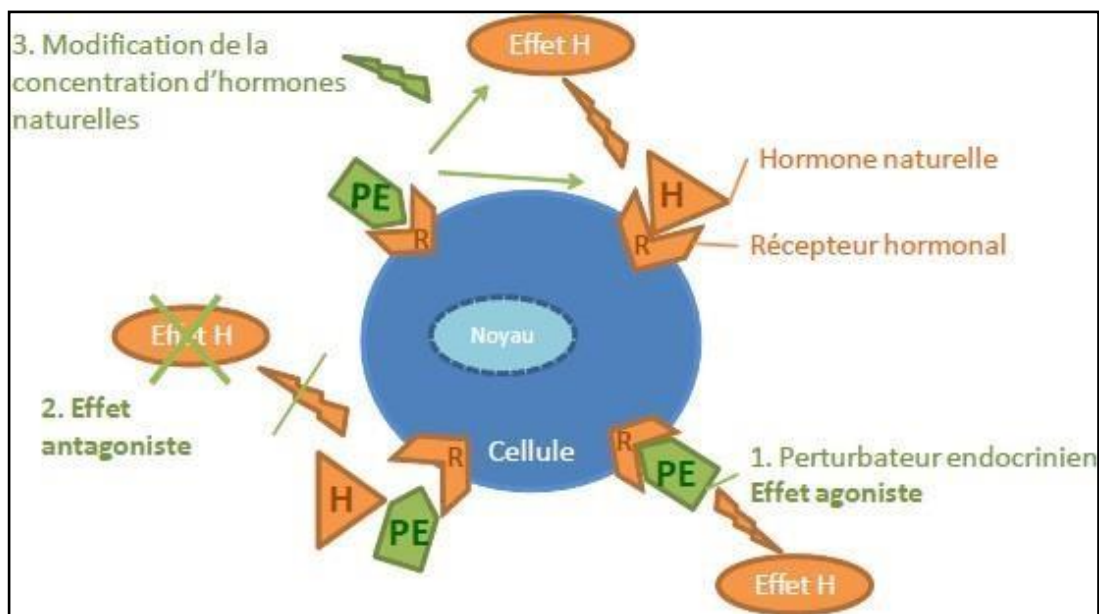 3. Modification de la
concentration d'hormones
naturelles
Effet H
PE
R
H
R
Hormone naturelle
Récepteur hormonal
Effet H
Noyau
2. Effet
antagoniste
R
Cellule
R
H
PE
PE
1. Perturbateur endocrinien
Effet agoniste
Effet H